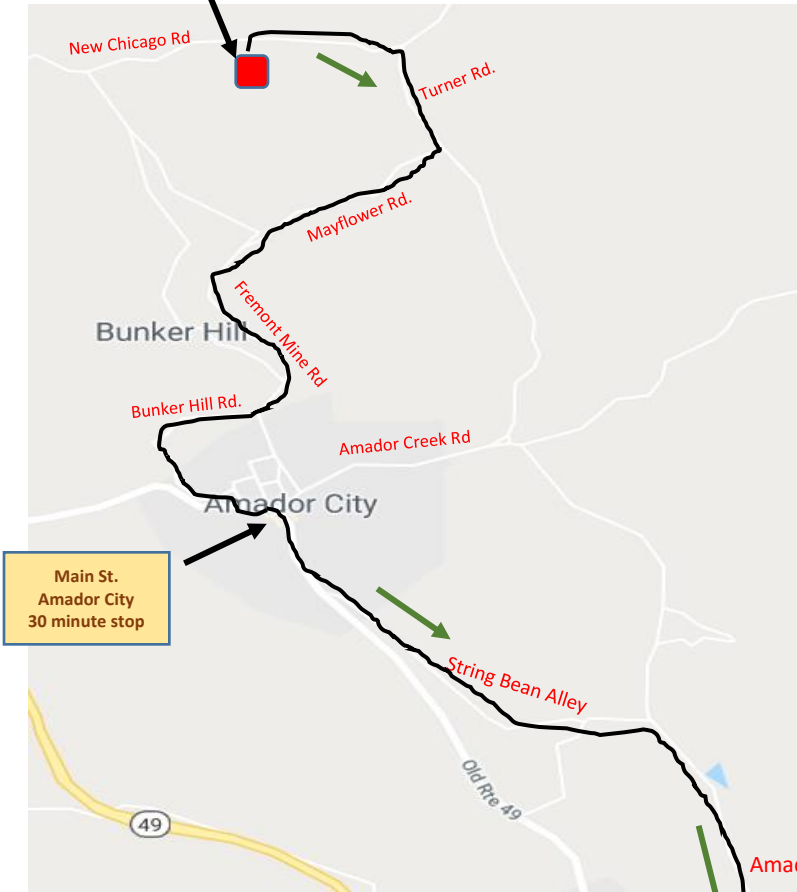 New Chicago Rd
Turner Rd.
Mayflower Rd.
Fremont Mine Rd
Bunker Hill
Bunker Hill Rd.
Amador Creek Rd
Amador City
Main St.
Amador City
30 minute stop
String Bean Alley
Old Rte 49
49